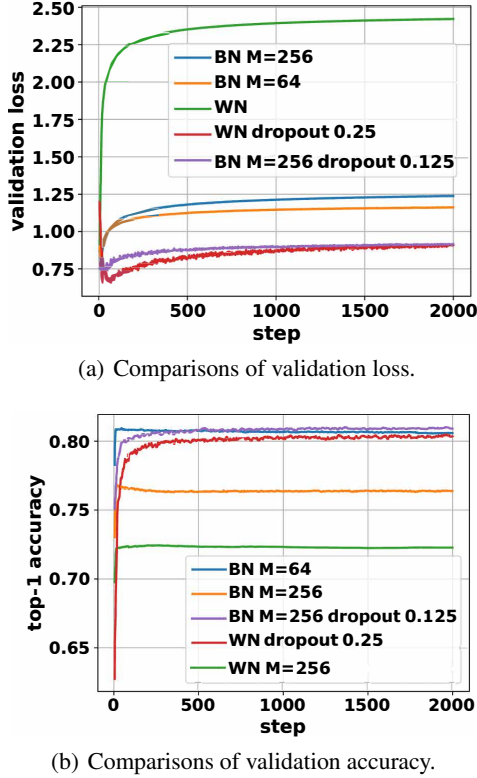 2.50
2.25
2.00
1.75
1.50
1.25
1.00
0.75
validation loss
BN M=256
BN M=64
WN
WN dropout 0.25
BN M=256 dropout 0.125
0 500 1000 1500 2000
step
(a) Comparisons of validation loss.
0.80
0.75
0.70
0.65
top-1 accuracy
BN M=64
BN M=256
BN M=256 dropout 0.125
WN dropout 0.25
WN M=256
0 500 1000 1500 2000
step
(b) Comparisons of validation accuracy.